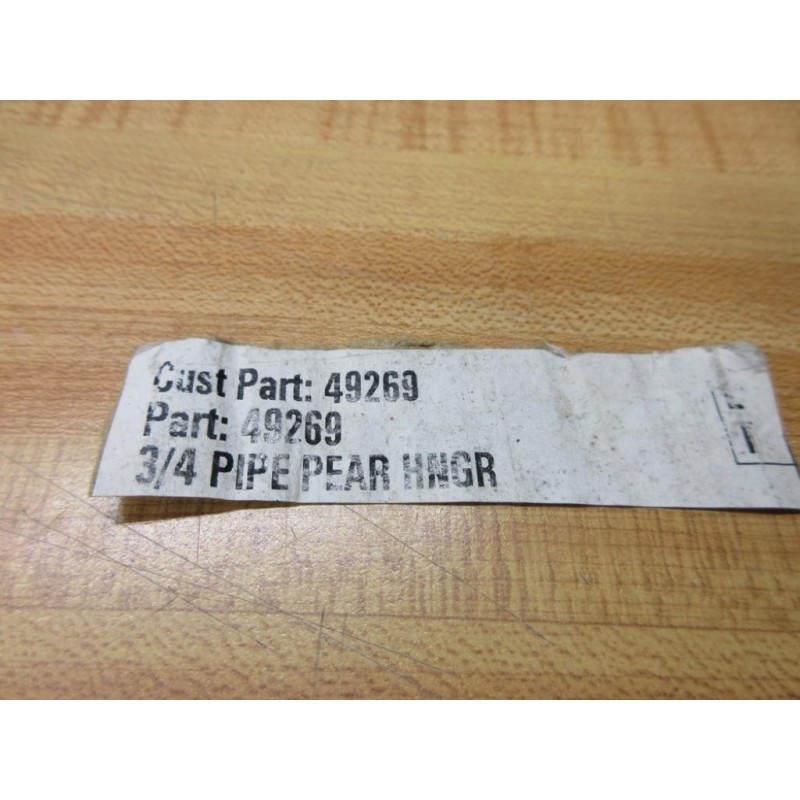 Cust Part: 49269
Part: 49269
3/4 PIPE PEAR HNGR